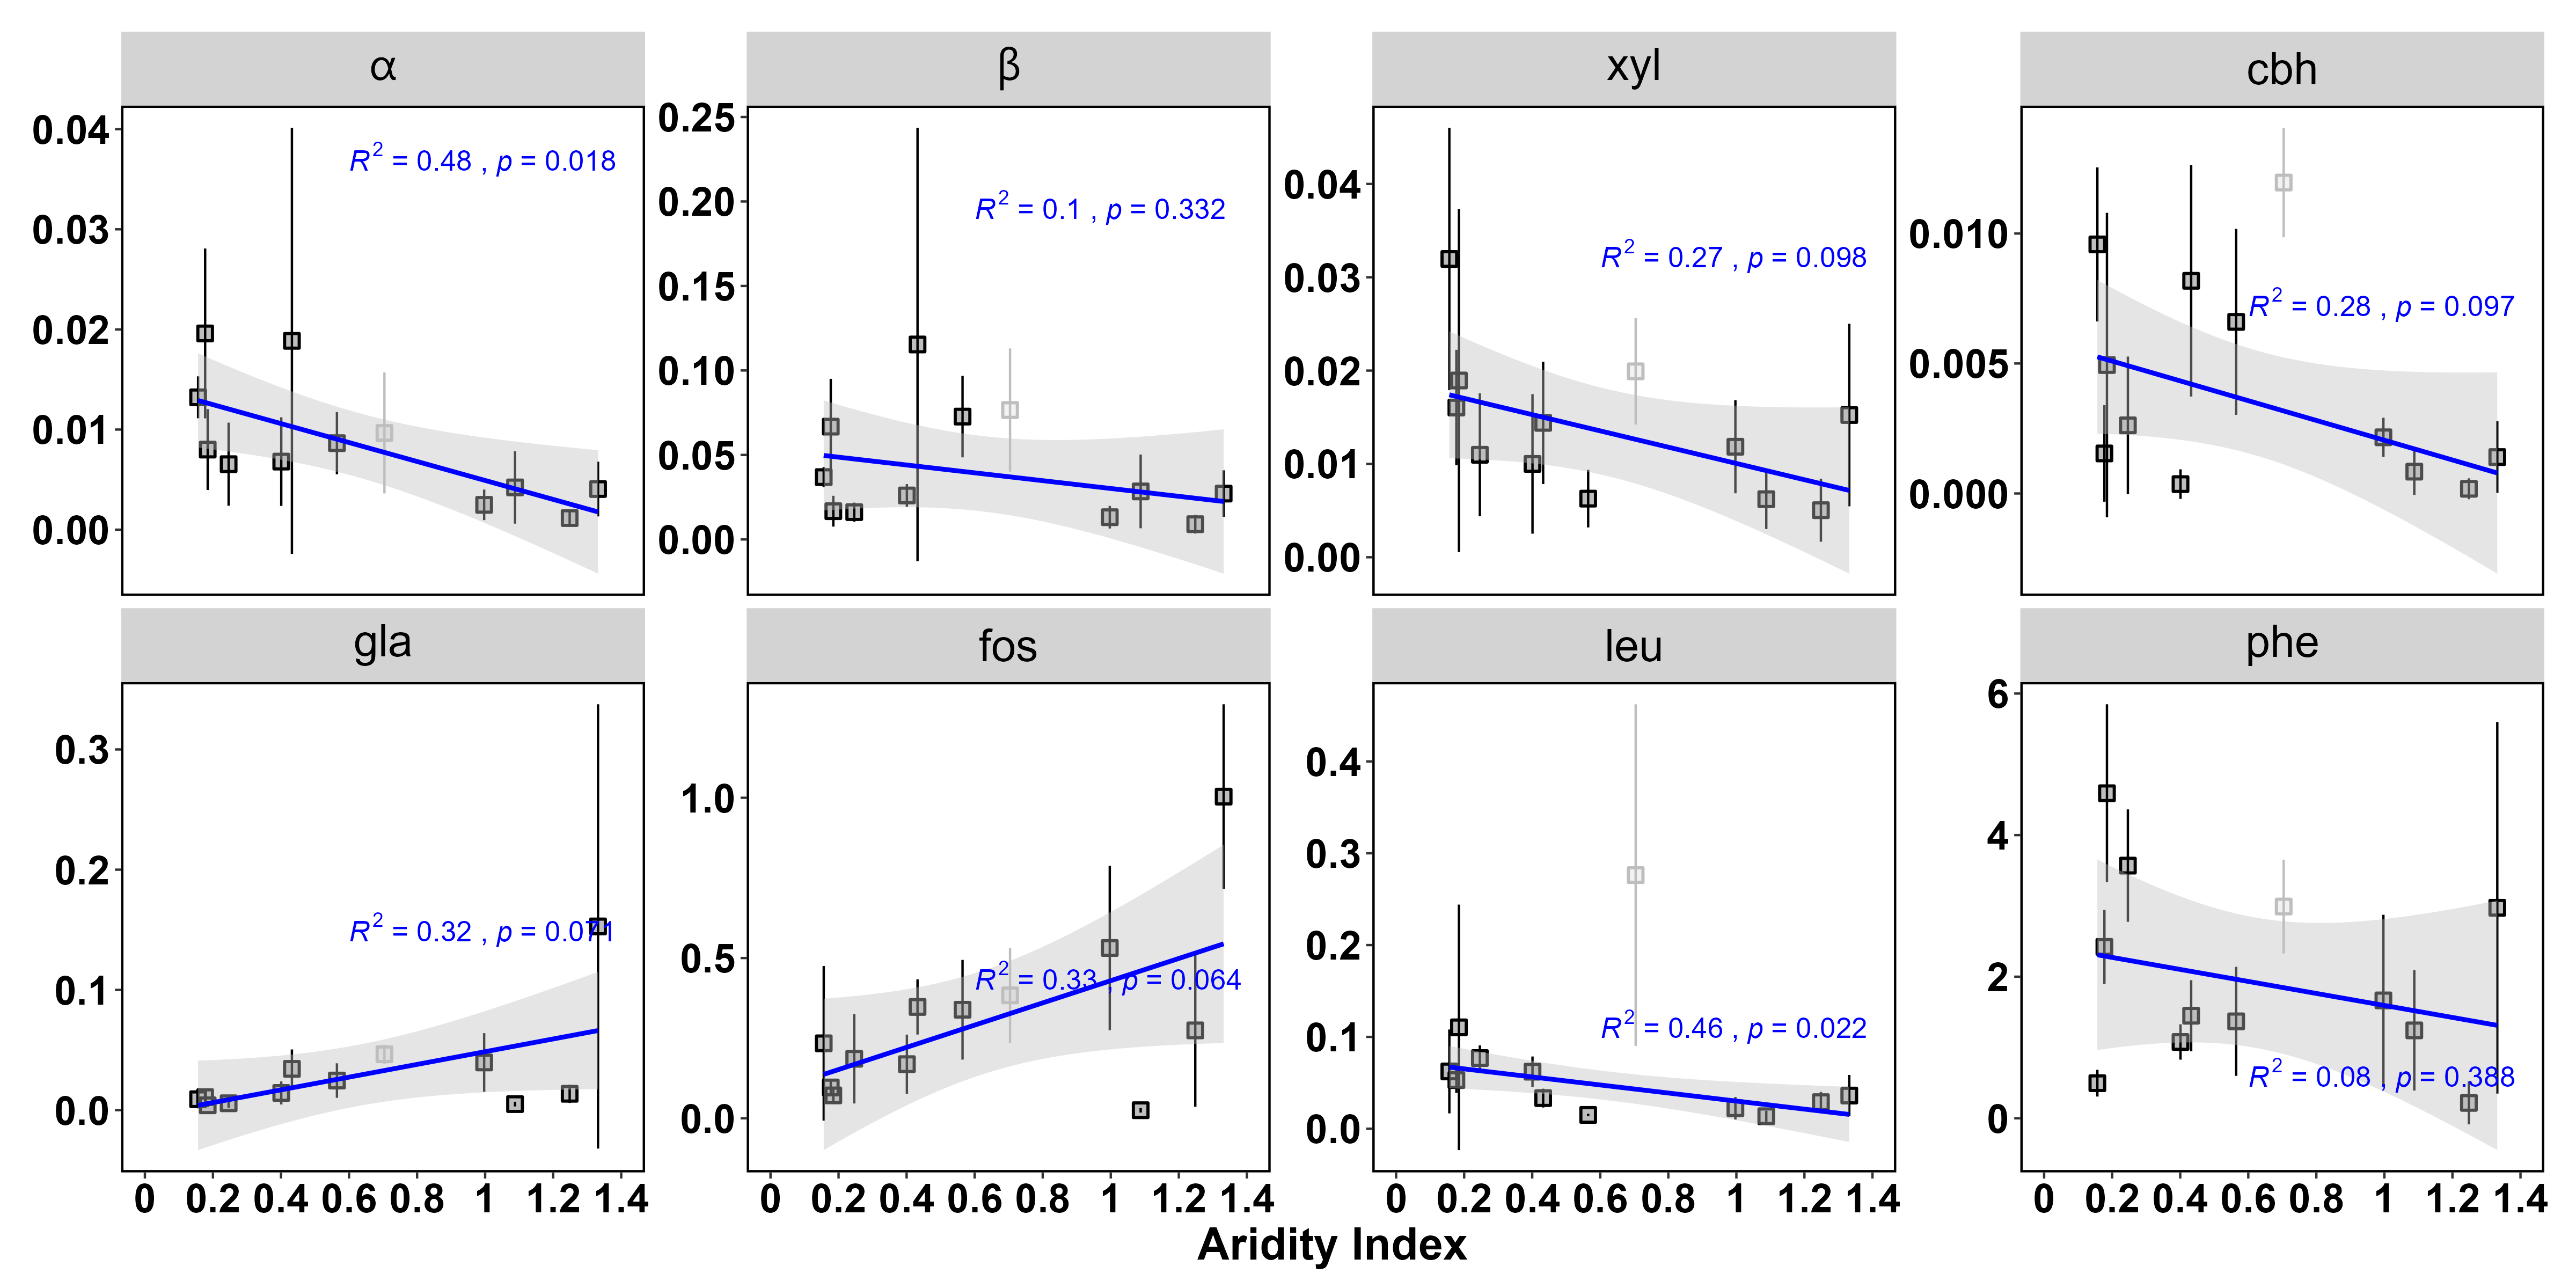 α β xyl cbh
0.04
0.03
0.02
0.01
0.00
R² = 0.48 , p = 0.018
0.25
0.20
0.15
0.10
0.05
0.00
R² = 0.1 , p = 0.332
0.04
0.03
0.02
0.01
0.00
R² = 0.27 , p = 0.098
0.010
0.005
0.000
R² = 0.28 , p = 0.097
gla fos leu phe
0.3
0.2
0.1
0.0
R² = 0.32 , p = 0.071
1.0
0.5
0.0
R² = 0.33 , p = 0.064
0.4
0.3
0.2
0.1
0.0
R² = 0.46 , p = 0.022
6
4
2
0
R² = 0.08 , p = 0.388
0 0.2 0.4 0.6 0.8 1 1.2 1.4 0 0.2 0.4 0.6 0.8 1 1.2 1.4 0 0.2 0.4 0.6 0.8 1 1.2 1.4 0 0.2 0.4 0.6 0.8 1 1.2 1.4
Aridity Index